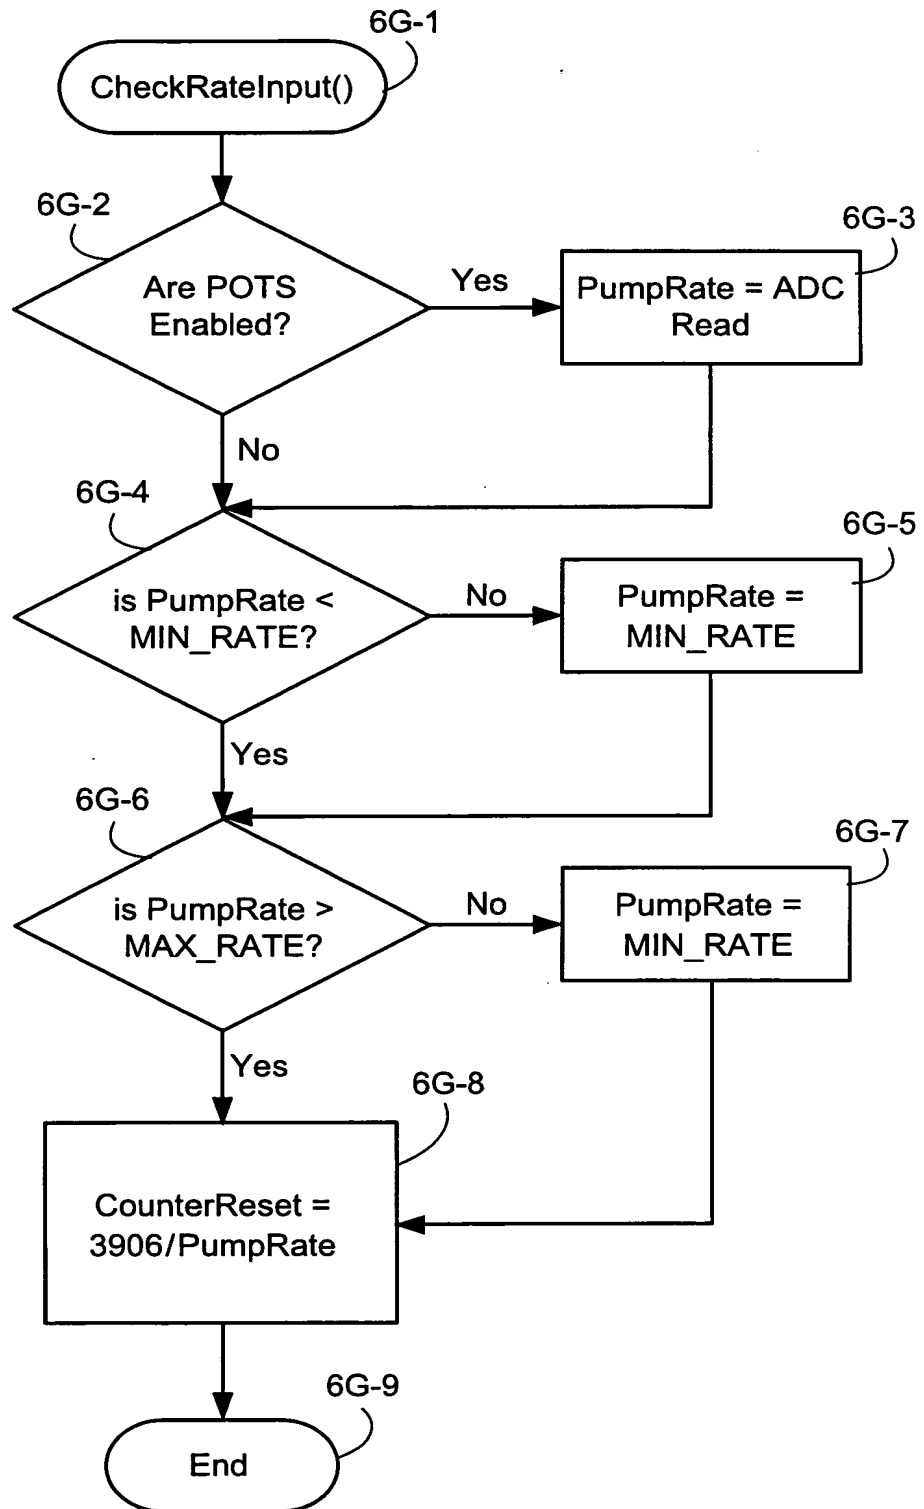 6G-1
CheckRateInput()
6G-2
Are POTS
Enabled?
Yes
6G-3
PumpRate = ADC
Read
No
6G-4
is PumpRate <
MIN_RATE?
No
6G-5
PumpRate =
MIN_RATE
Yes
6G-6
is PumpRate >
MAX_RATE?
No
6G-7
PumpRate =
MIN_RATE
Yes
6G-8
CounterReset =
3906/PumpRate
6G-9
End